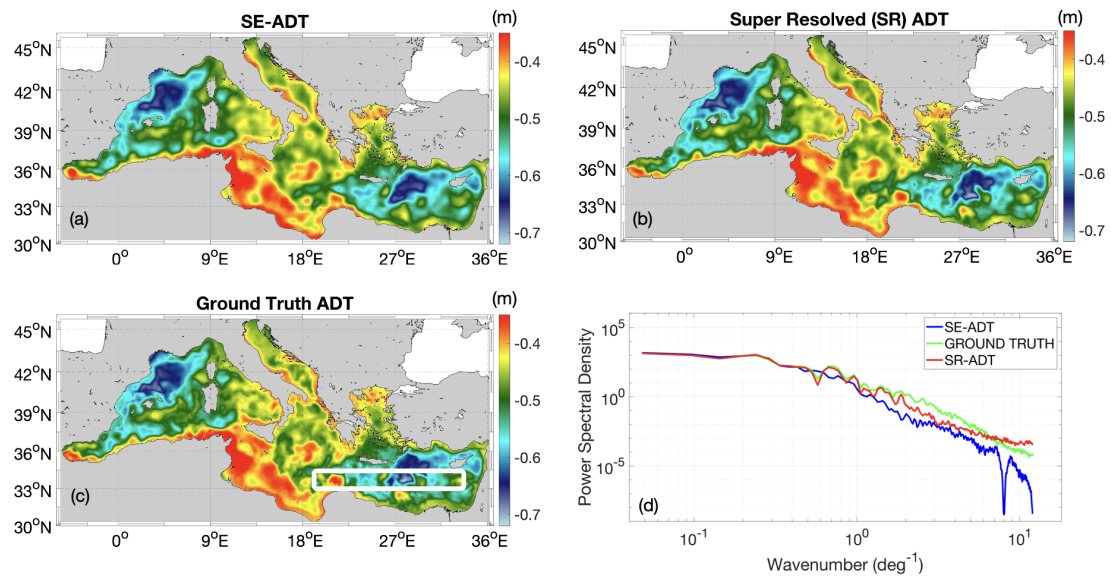 SE-ADT
(m)
45°N
42°N
39°N
36°N
33°N
30°N
0°
9°E
18°E
27°E
36°E
-0.4
-0.5
-0.6
-0.7
(a)
Super Resolved (SR) ADT
(m)
45°N
42°N
39°N
36°N
33°N
30°N
0°
9°E
18°E
27°E
36°E
-0.4
-0.5
-0.6
-0.7
(b)
Ground Truth ADT
(m)
45°N
42°N
39°N
36°N
33°N
30°N
0°
9°E
18°E
27°E
36°E
-0.4
-0.5
-0.6
-0.7
(c)
Power Spectral Density
10^5
10^0
10^-5
SE-ADT
GROUND TRUTH
SR-ADT
(d)
10^-1
10^0
10^1
Wavenumber (deg^-1)